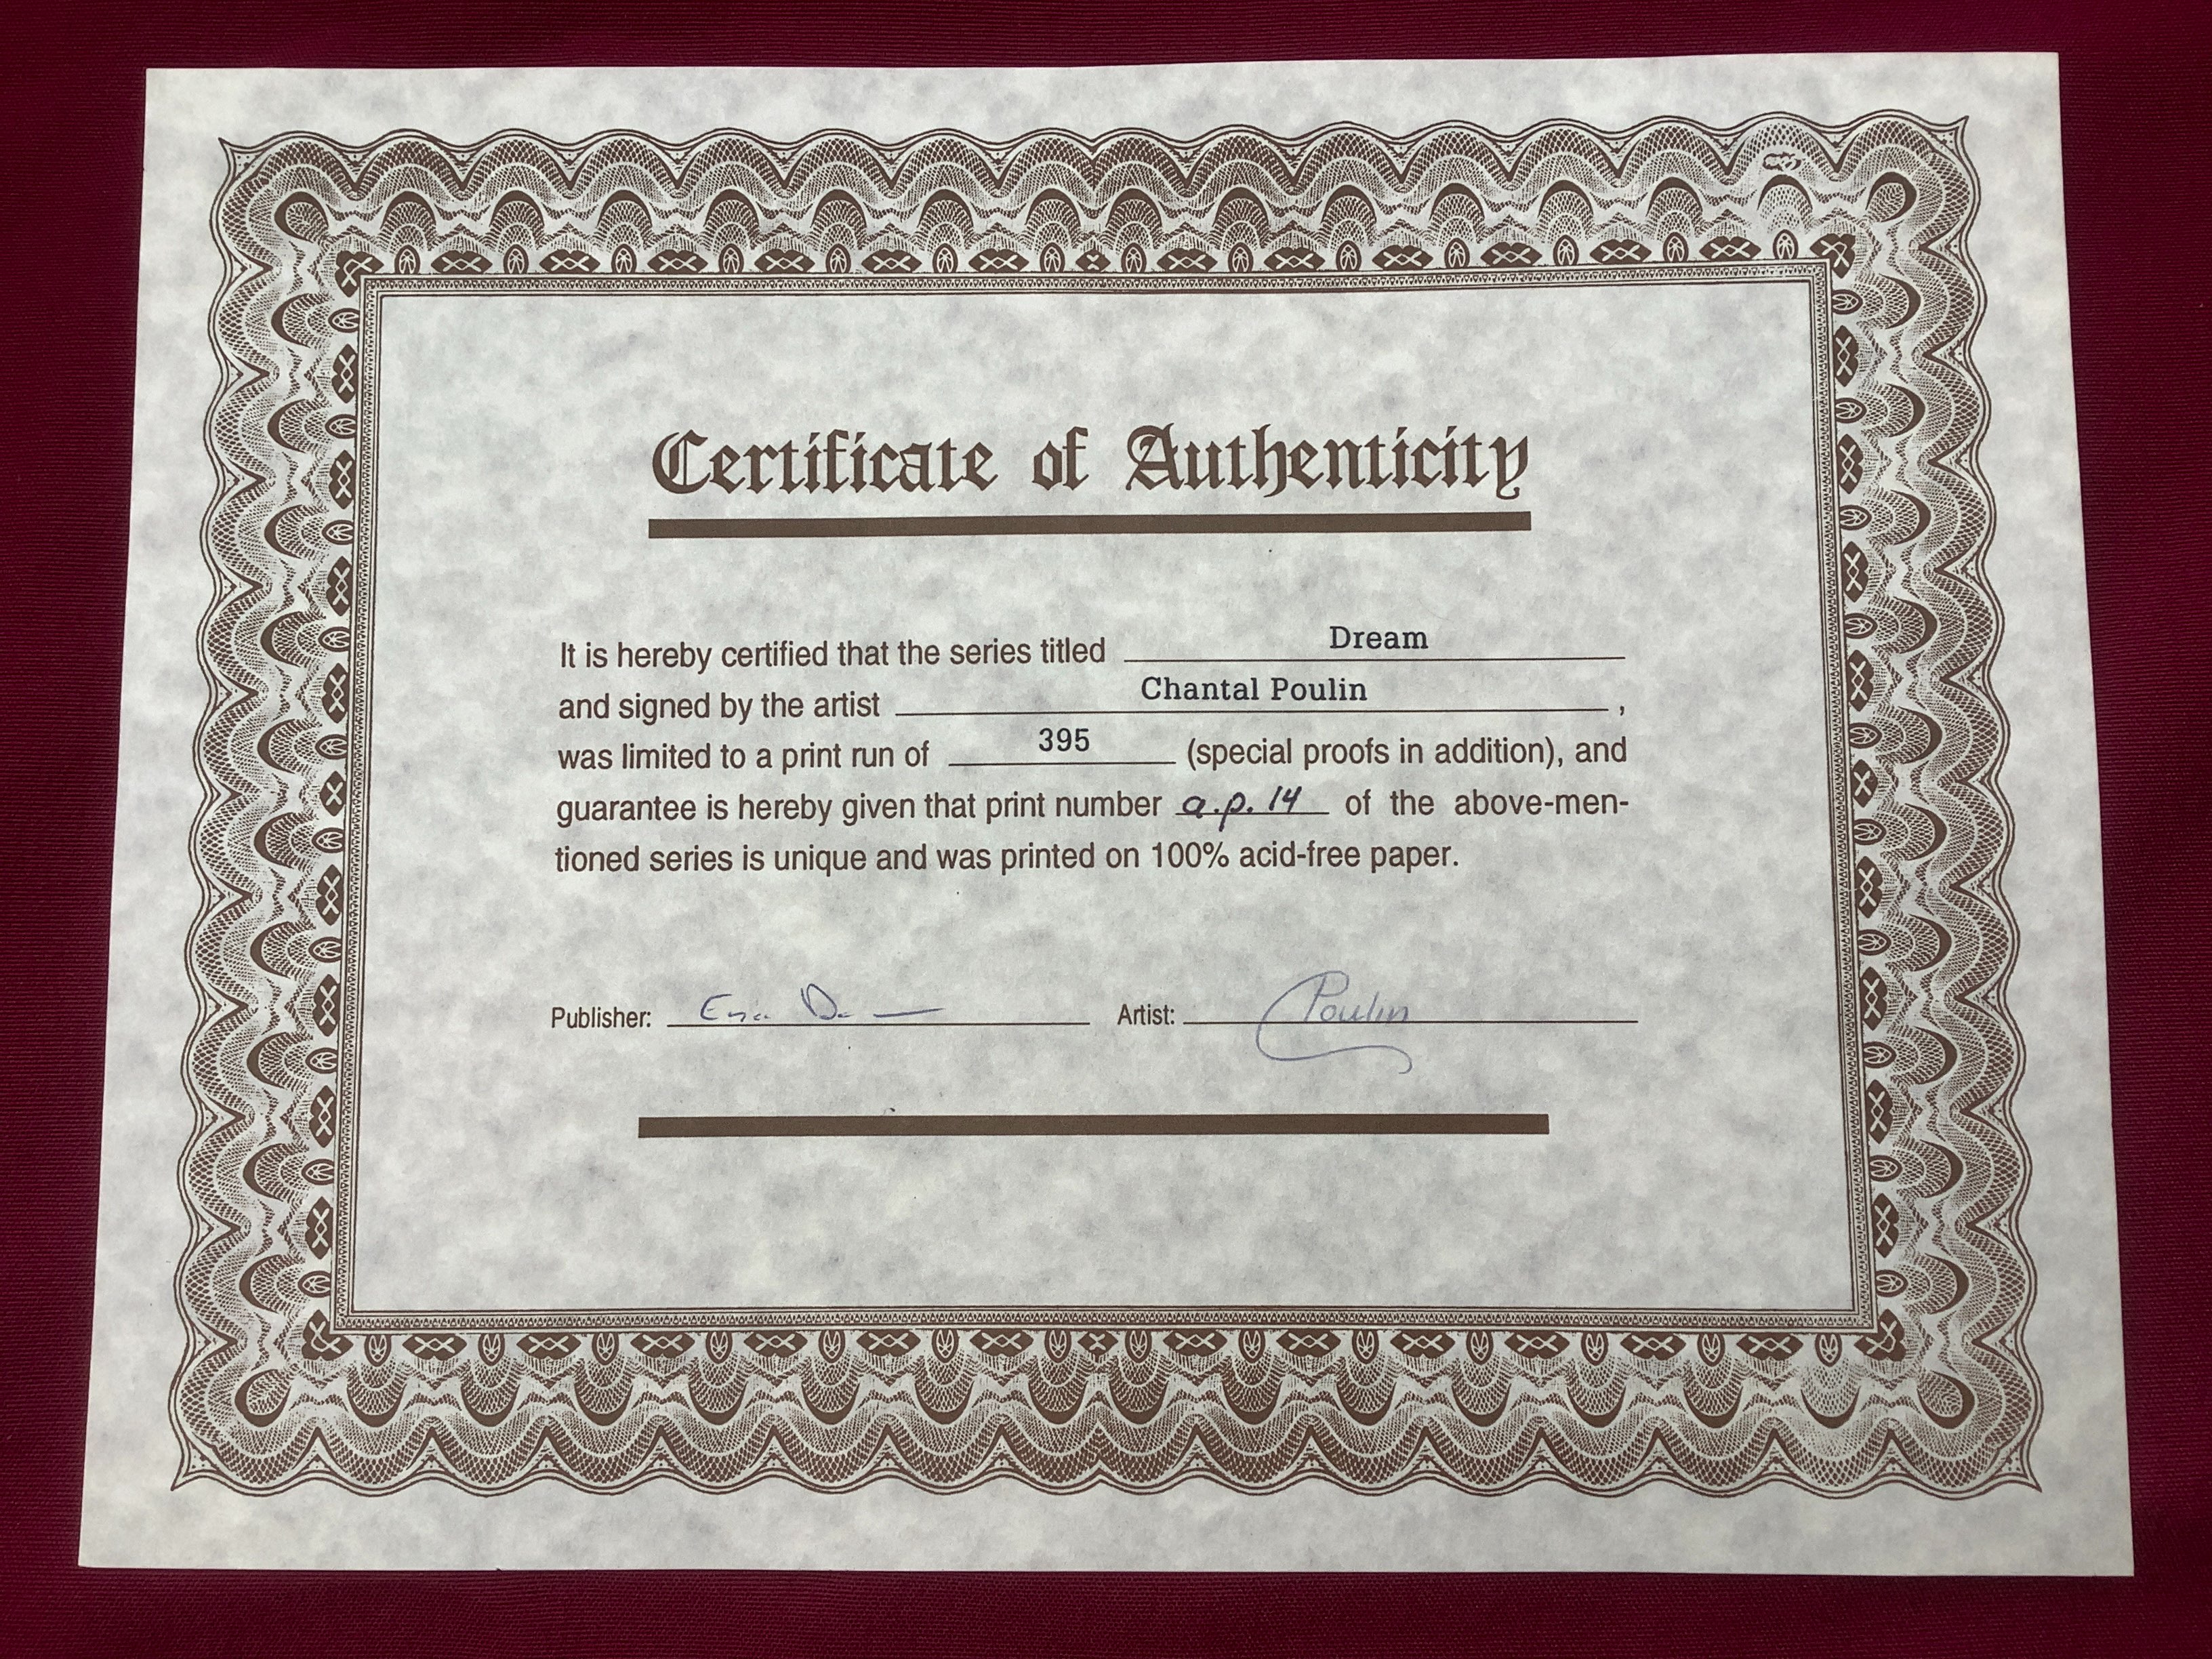 Certificate of Authenticity
It is hereby certified that the series titled Dream
and signed by the artist Chantal Poulin ,
was limited to a print run of 395 (special proofs in addition), and
guarantee is hereby given that print number a.p. 14 of the above-men-
tioned series is unique and was printed on 100% acid-free paper.
Publisher: Artist: Poulin